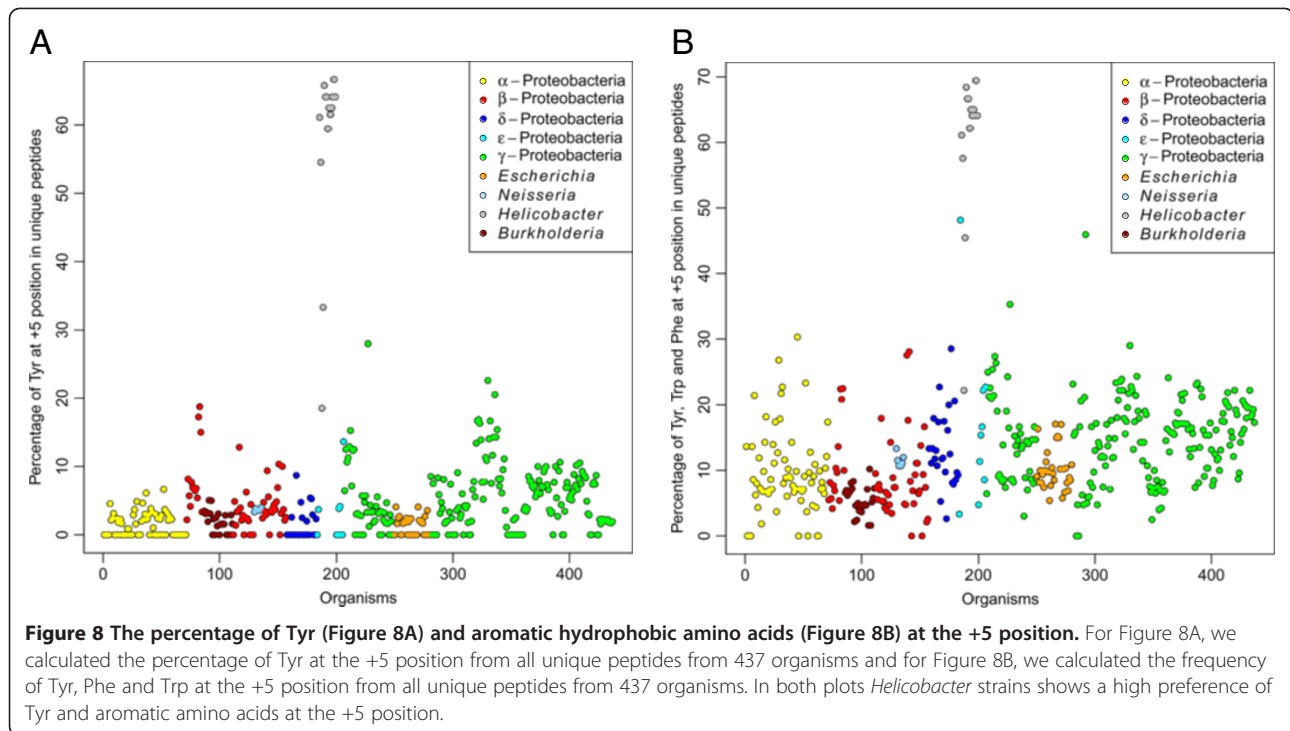 A
Percentage of Tyr at +5 position in unique peptides
60
50
40
30
20
10
0
0 100 200 300 400
Organisms
α−Proteobacteria
β−Proteobacteria
δ−Proteobacteria
ε−Proteobacteria
γ−Proteobacteria
Escherichia
Neisseria
Helicobacter
Burkholderia
B
Percentage of Tyr, Trp and Phe at +5 position in unique peptides
70
60
50
40
30
20
10
0
0 100 200 300 400
Organisms
α−Proteobacteria
β−Proteobacteria
δ−Proteobacteria
ε−Proteobacteria
γ−Proteobacteria
Escherichia
Neisseria
Helicobacter
Burkholderia
Figure 8 The percentage of Tyr (Figure 8A) and aromatic hydrophobic amino acids (Figure 8B) at the +5 position. For Figure 8A, we
calculated the percentage of Tyr at the +5 position from all unique peptides from 437 organisms and for Figure 8B, we calculated the frequency
of Tyr, Phe and Trp at the +5 position from all unique peptides from 437 organisms. In both plots Helicobacter strains shows a high preference of
Tyr and aromatic amino acids at the +5 position.